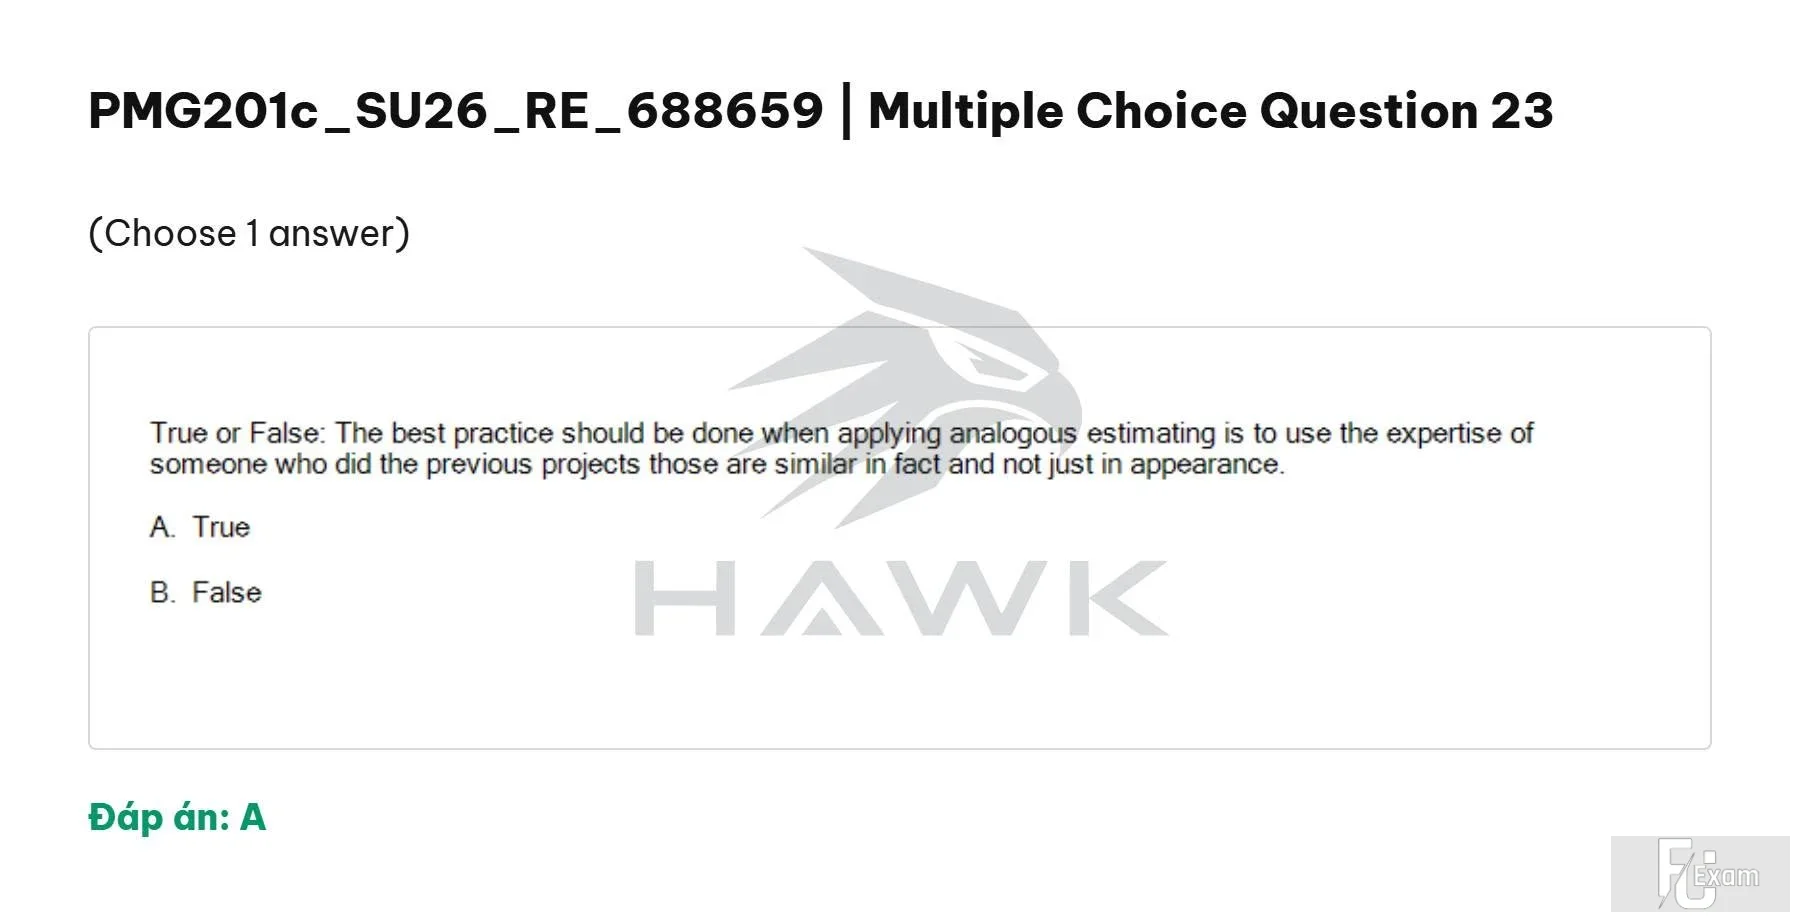 PMG201c_SU26_RE_688659 | Multiple Choice Question 23
(Choose 1 answer)
True or False: The best practice should be done when applying analogous estimating is to use the expertise of
someone who did the previous projects those are similar in fact and not just in appearance.
A. True
B. False
HAWK
Đáp án: A
FC Exam